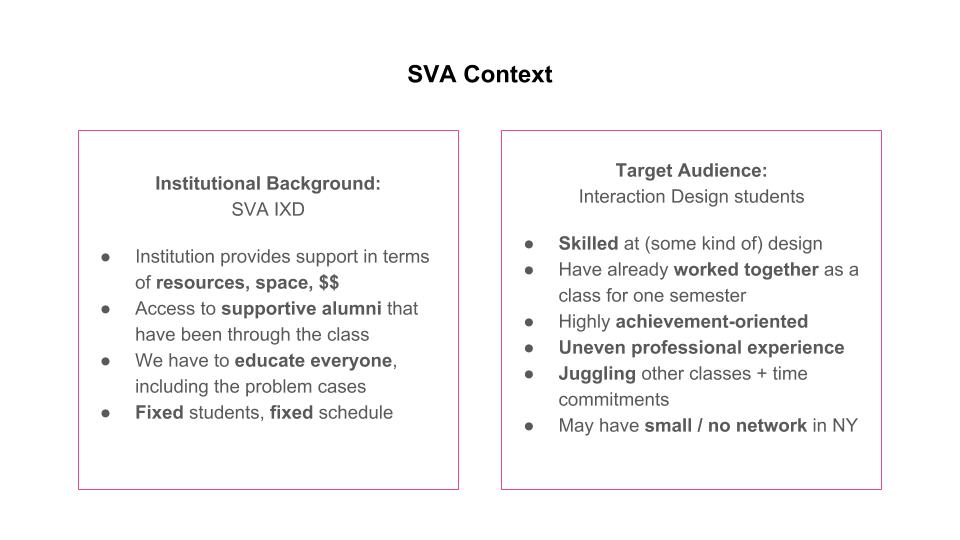 SVA Context
Institutional Background:
SVA IXD
● Institution provides support in terms
of resources, space, $$
● Access to supportive alumni that
have been through the class
● We have to educate everyone,
including the problem cases
● Fixed students, fixed schedule
Target Audience:
Interaction Design students
● Skilled at (some kind of) design
● Have already worked together as a
class for one semester
● Highly achievement-oriented
● Uneven professional experience
● Juggling other classes + time
commitments
● May have small / no network in NY